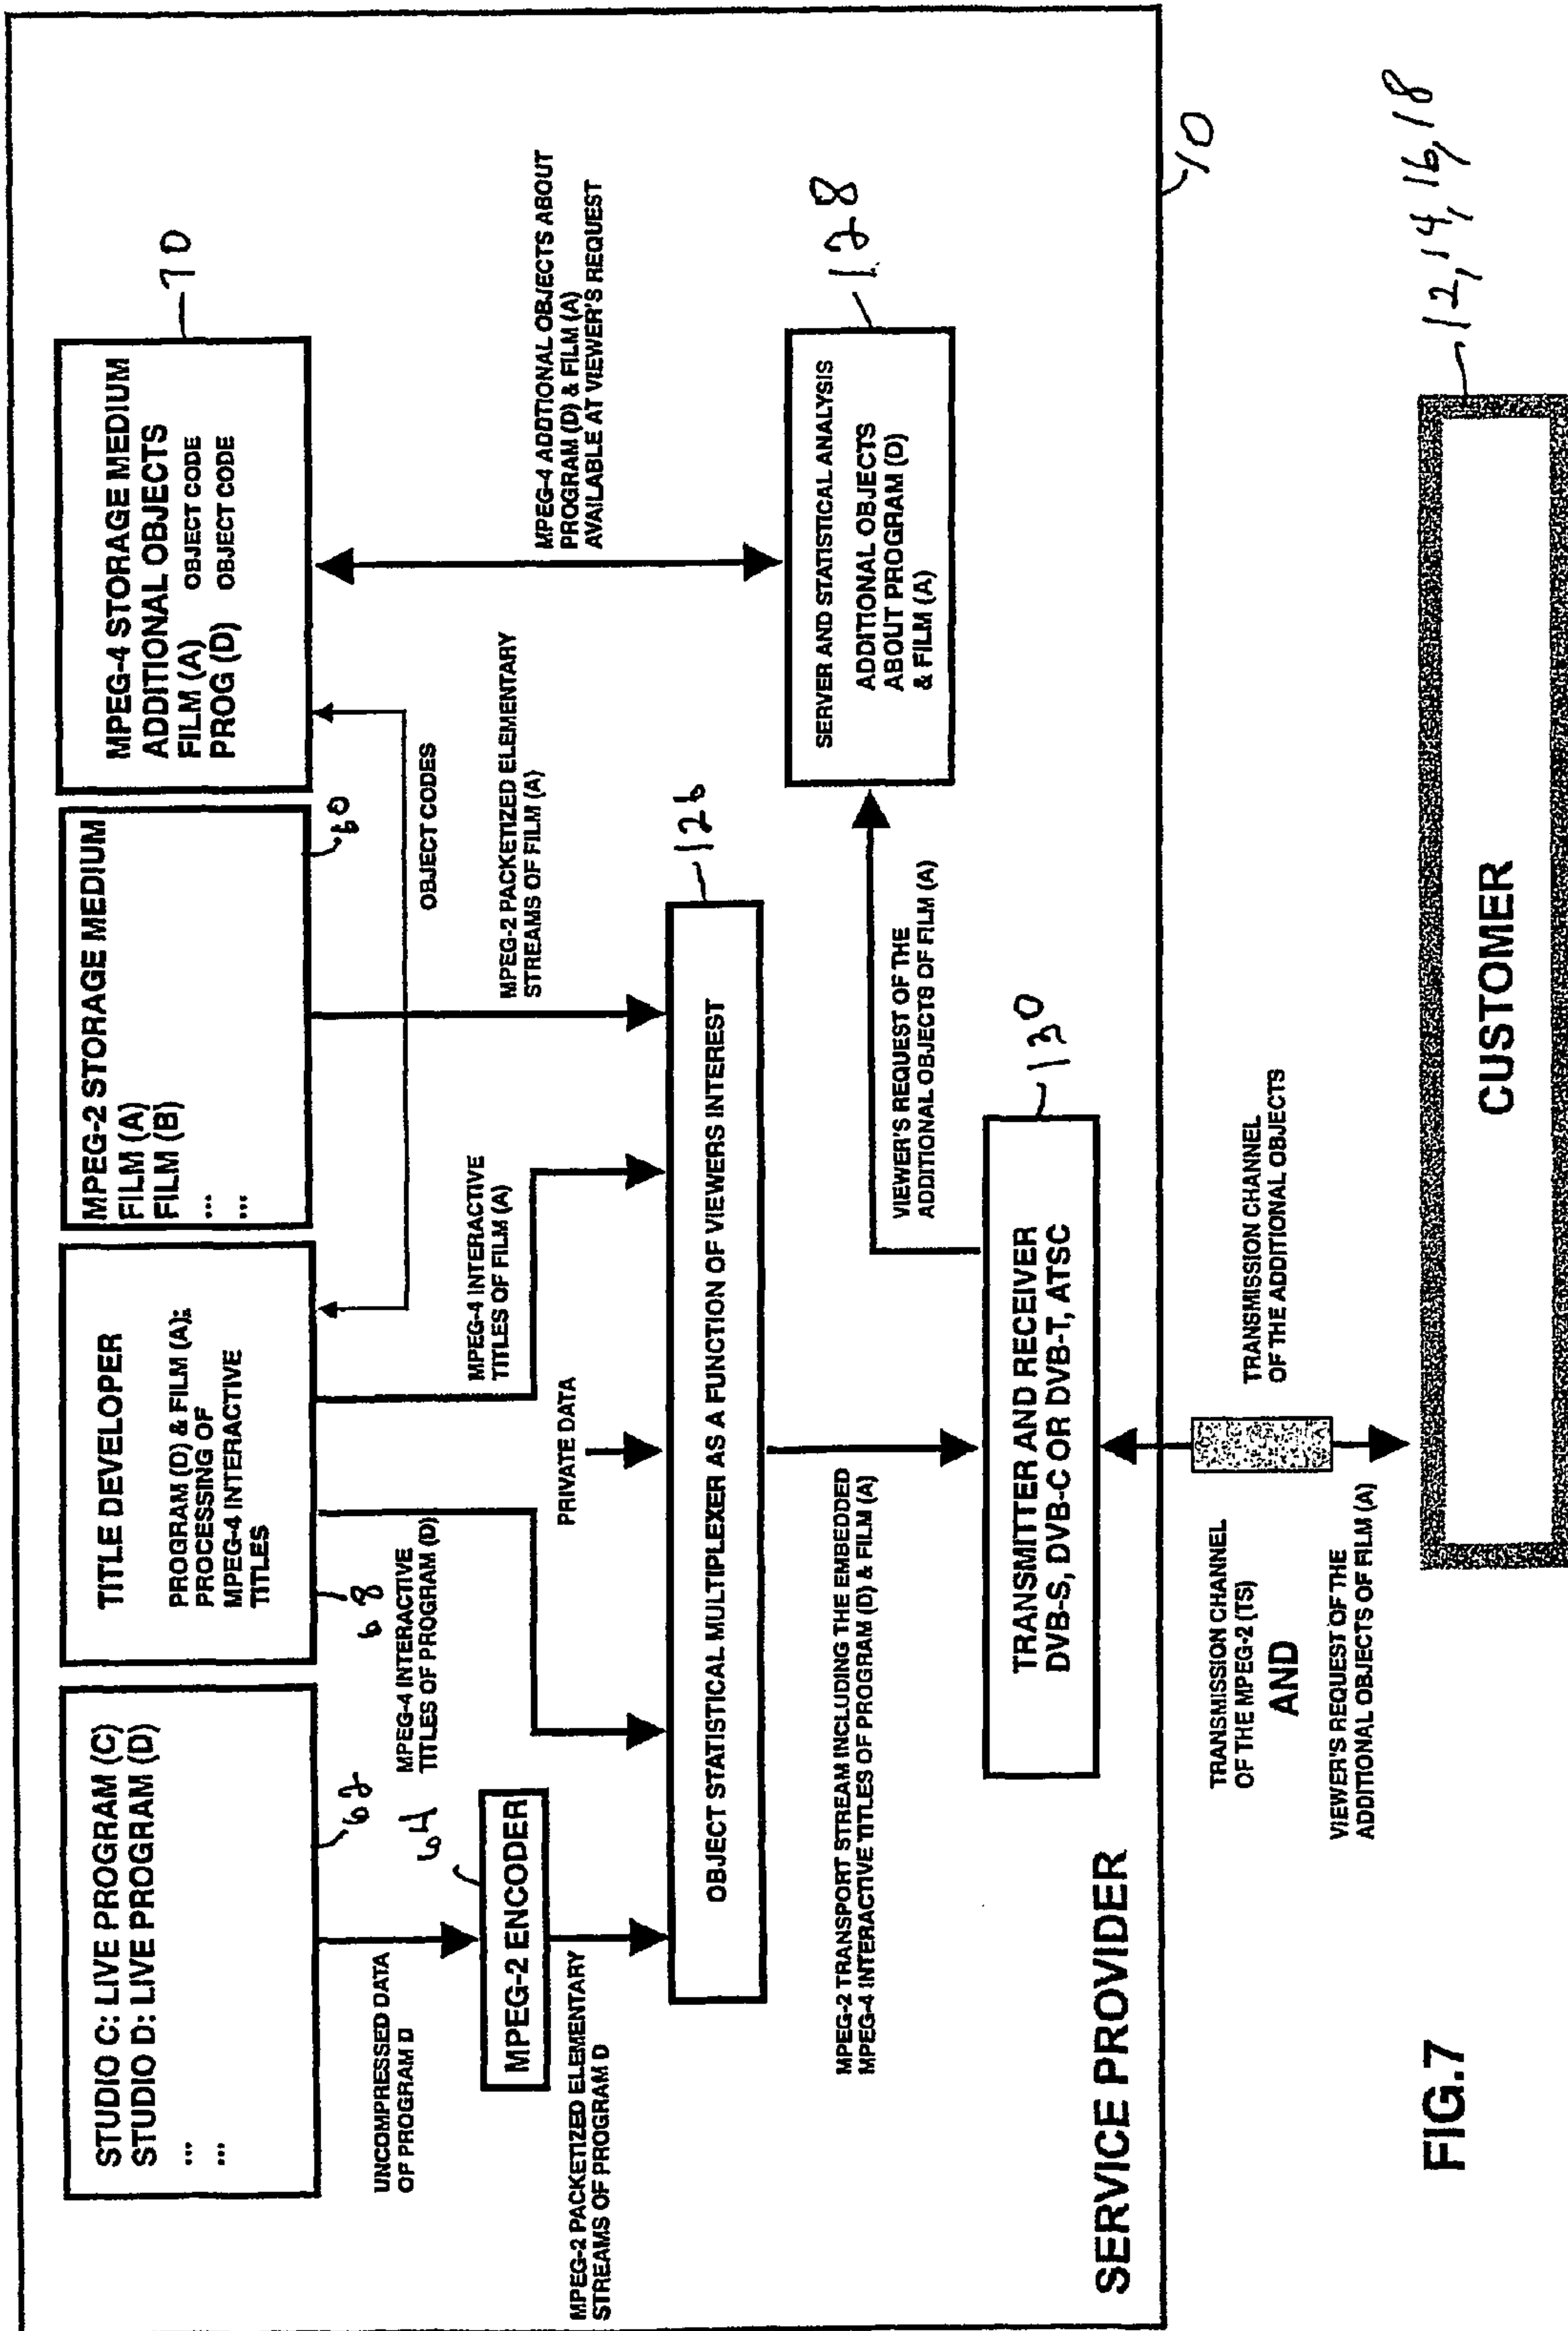 STUDIO C: LIVE PROGRAM (C)
STUDIO D: LIVE PROGRAM (D)
...
...
62
TITLE DEVELOPER
PROGRAM (D) & FILM (A):
PROCESSING OF
MPEG-4 INTERACTIVE
TITLES
68
MPEG-2 STORAGE MEDIUM
FILM (A)
FILM (B)
...
...
60
MPEG-4 STORAGE MEDIUM
ADDITIONAL OBJECTS
FILM (A) OBJECT CODE
PROG (D) OBJECT CODE
70
UNCOMPRESSED DATA
OF PROGRAM D
64
MPEG-2 ENCODER
MPEG-2 PACKETIZED ELEMENTARY
STREAMS OF PROGRAM D
MPEG-4 INTERACTIVE
TITLES OF PROGRAM (D)
PRIVATE DATA
MPEG-4 INTERACTIVE
TITLES OF FILM (A)
OBJECT CODES
MPEG-2 PACKETIZED ELEMENTARY
STREAMS OF FILM (A)
MPEG-4 ADDTIONAL OBJECTS ABOUT
PROGRAM (D) & FILM (A)
AVAILABLE AT VIEWER'S REQUEST
OBJECT STATISTICAL MULTIPLEXER AS A FUNCTION OF VIEWERS INTEREST
126
SERVER AND STATISTICAL ANALYSIS
ADDITIONAL OBJECTS
ABOUT PROGRAM (D)
& FILM (A)
128
MPEG-2 TRANSPORT STREAM INCLUDING THE EMBEDDED
MPEG-4 INTERACTIVE TITLES OF PROGRAM (D) & FILM (A)
VIEWER'S REQUEST OF THE
ADDITIONAL OBJECTS OF FILM (A)
TRANSMITTER AND RECEIVER
DVB-S, DVB-C OR DVB-T, ATSC
130
SERVICE PROVIDER
10
TRANSMISSION CHANNEL
OF THE MPEG-2 (TS)
AND
VIEWER'S REQUEST OF THE
ADDITIONAL OBJECTS OF FILM (A)
TRANSMISSION CHANNEL
OF THE ADDITIONAL OBJECTS
CUSTOMER
12, 14, 16, 18
FIG.7